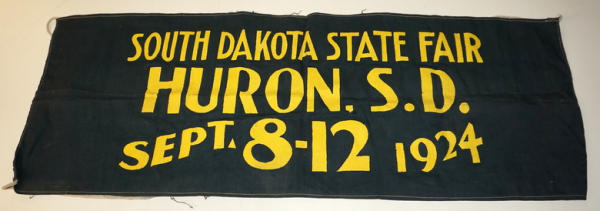 SOUTH DAKOTA STATE FAIR
HURON, S.D.
SEPT. 8-12 1924